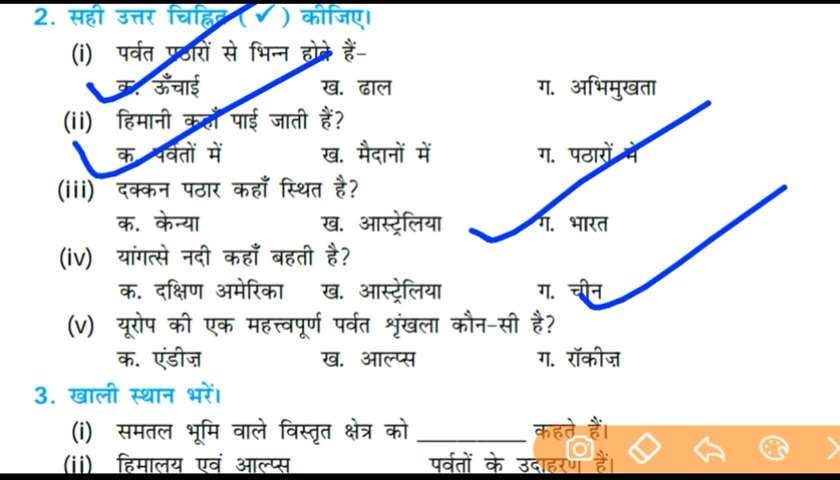 2. सही उत्तर चिह्नित (✓) कीजिए।
(i) पर्वत पठारों से भिन्न होते हैं-
क. ऊँचाई ख. ढाल ग. अभिमुखता
(ii) हिमानी कहाँ पाई जाती हैं?
क. पर्वतों में ख. मैदानों में ग. पठारों में
(iii) दक्कन पठार कहाँ स्थित है?
क. केन्या ख. आस्ट्रेलिया ग. भारत
(iv) यांगत्से नदी कहाँ बहती है?
क. दक्षिण अमेरिका ख. आस्ट्रेलिया ग. चीन
(v) यूरोप की एक महत्त्वपूर्ण पर्वत शृंखला कौन-सी है?
क. एंडीज़ ख. आल्प्स ग. रॉकीज़
3. खाली स्थान भरें।
(i) समतल भूमि वाले विस्तृत क्षेत्र को ________ कहते हैं।
(ii) हिमालय एवं आल्प्स पर्वतों के उदाहरण हैं।